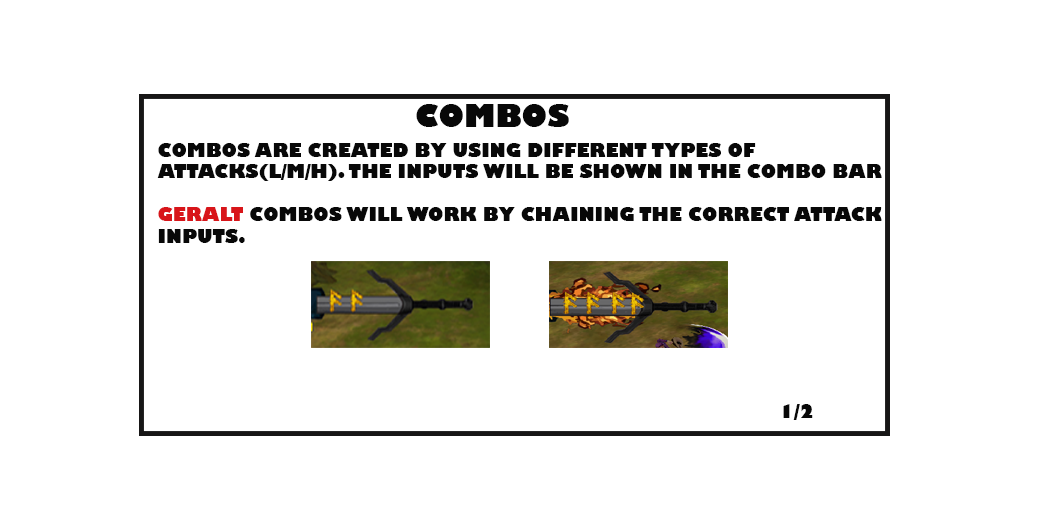 COMBOS
COMBOS ARE CREATED BY USING DIFFERENT TYPES OF
ATTACKS(L/M/H). THE INPUTS WILL BE SHOWN IN THE COMBO BAR
GERALT COMBOS WILL WORK BY CHAINING THE CORRECT ATTACK
INPUTS.
1/2